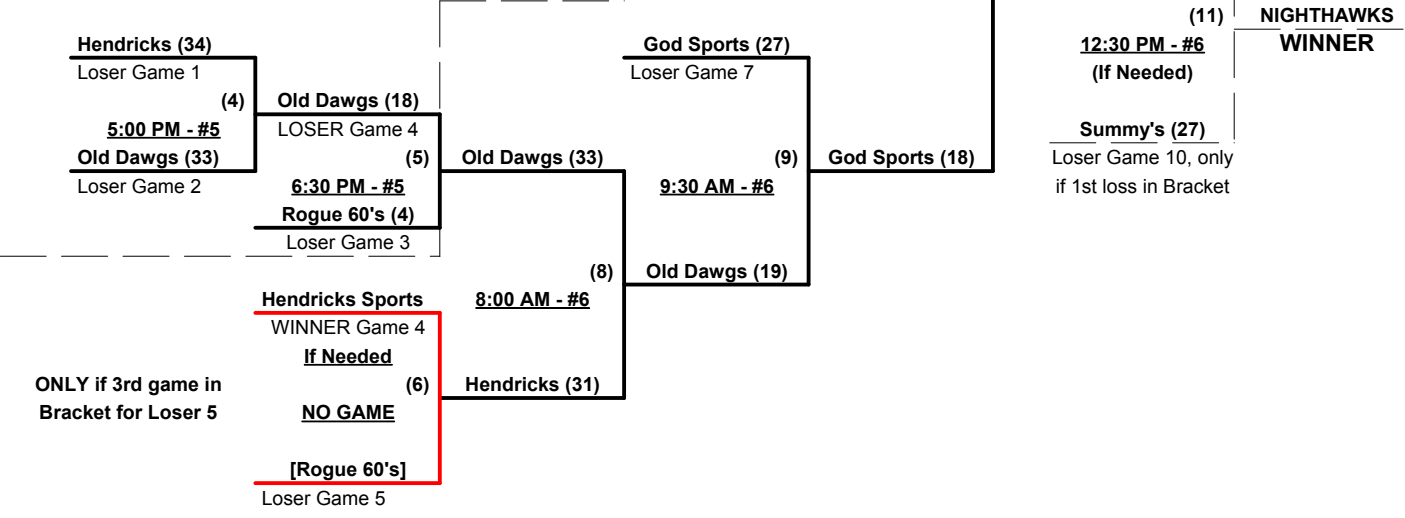 (11)
NIGHTHAWKS
Hendricks (34)
God Sports (27)
12:30 PM - #6
WINNER
Loser Game 1
Loser Game 7
(If Needed)
(4)
Old Dawgs (18)
5:00 PM - #5
LOSER Game 4
Summy's (27)
Old Dawgs (33)
(5)
Old Dawgs (33)
(9)
God Sports (18)
Loser Game 10, only
Loser Game 2
6:30 PM - #5
9:30 AM - #6
if 1st loss in Bracket
Rogue 60's (4)
Loser Game 3
(8)
Old Dawgs (19)
Hendricks Sports
8:00 AM - #6
WINNER Game 4
If Needed
ONLY if 3rd game in
(6)
Hendricks (31)
Bracket for Loser 5
NO GAME
[Rogue 60's]
Loser Game 5